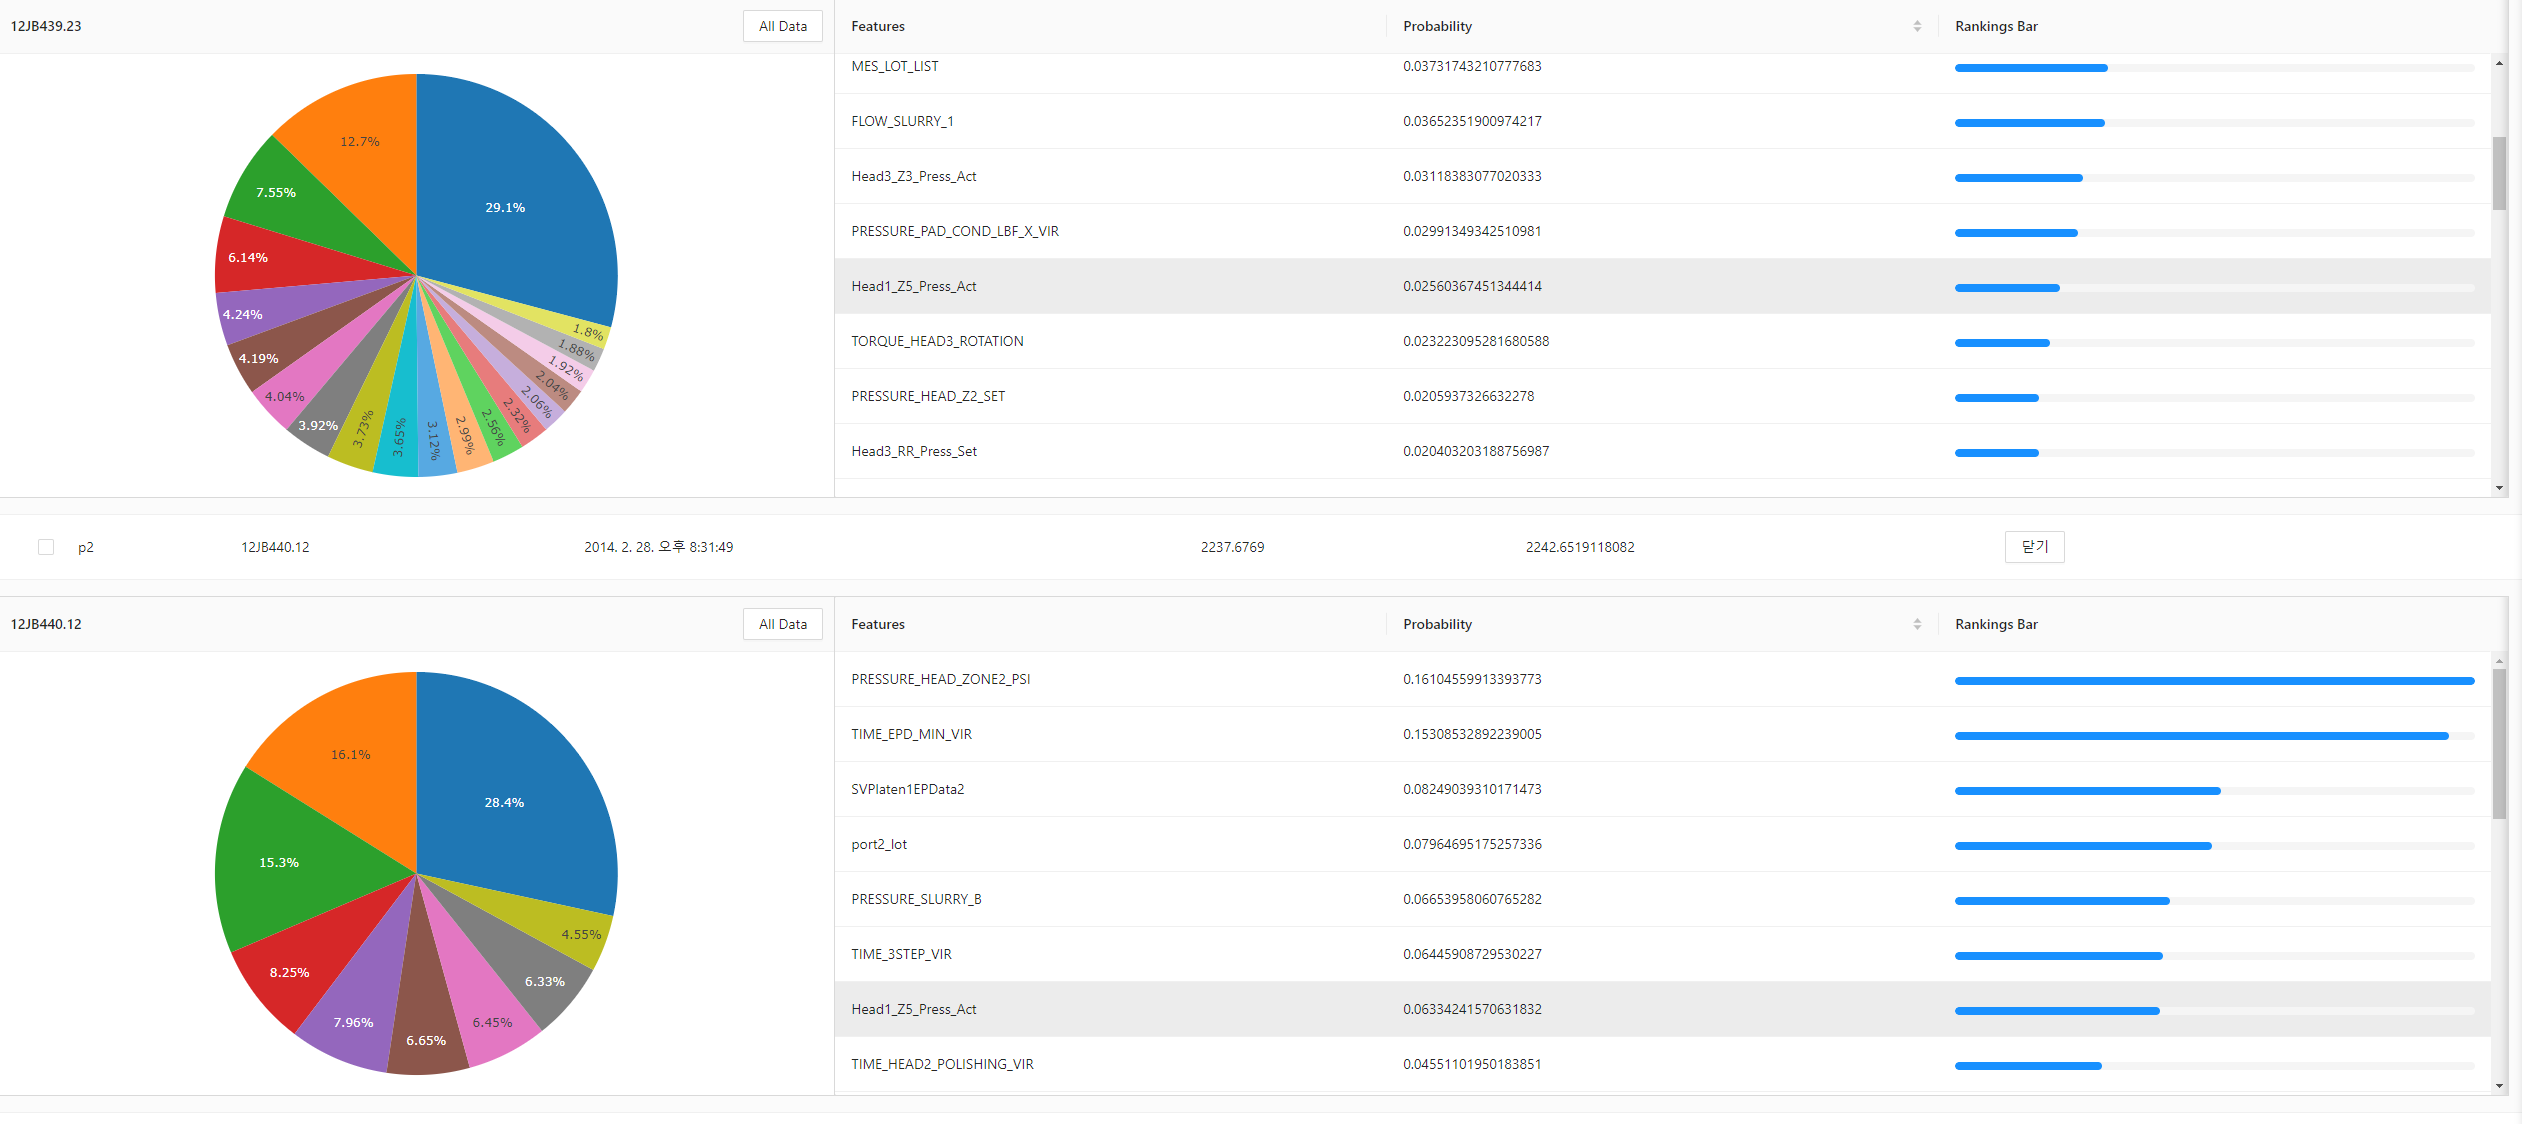 12JB439.23 All Data Features Probability Rankings Bar
MES_LOT_LIST 0.03731743210777683
FLOW_SLURRY_1 0.03652351900974217
Head3_Z3_Press_Act 0.03118383077020333
PRESSURE_PAD_COND_LBF_X_VIR 0.02991349342510981
Head1_Z5_Press_Act 0.02560367451344414
TORQUE_HEAD3_ROTATION 0.023223095281680588
PRESSURE_HEAD_Z2_SET 0.0205937326632278
Head3_RR_Press_Set 0.020403203188756987
29.1%
12.7%
7.55%
6.14%
4.24%
4.19%
4.04%
3.92%
3.73%
3.65%
3.12%
2.99%
2.56%
2.32%
2.06%
2.04%
1.92%
1.88%
1.8%
p2 12JB440.12 2014. 2. 28. 오후 8:31:49 2237.6769 2242.6519118082 닫기
12JB440.12 All Data Features Probability Rankings Bar
PRESSURE_HEAD_ZONE2_PSI 0.16104559913393773
TIME_EPD_MIN_VIR 0.15308532892239005
SVPlaten1EPData2 0.08249039310171473
port2_lot 0.07964695175257336
PRESSURE_SLURRY_B 0.06653958060765282
TIME_3STEP_VIR 0.06445908729530227
Head1_Z5_Press_Act 0.06334241570631832
TIME_HEAD2_POLISHING_VIR 0.04551101950183851
28.4%
16.1%
15.3%
8.25%
7.96%
6.65%
6.45%
6.33%
4.55%